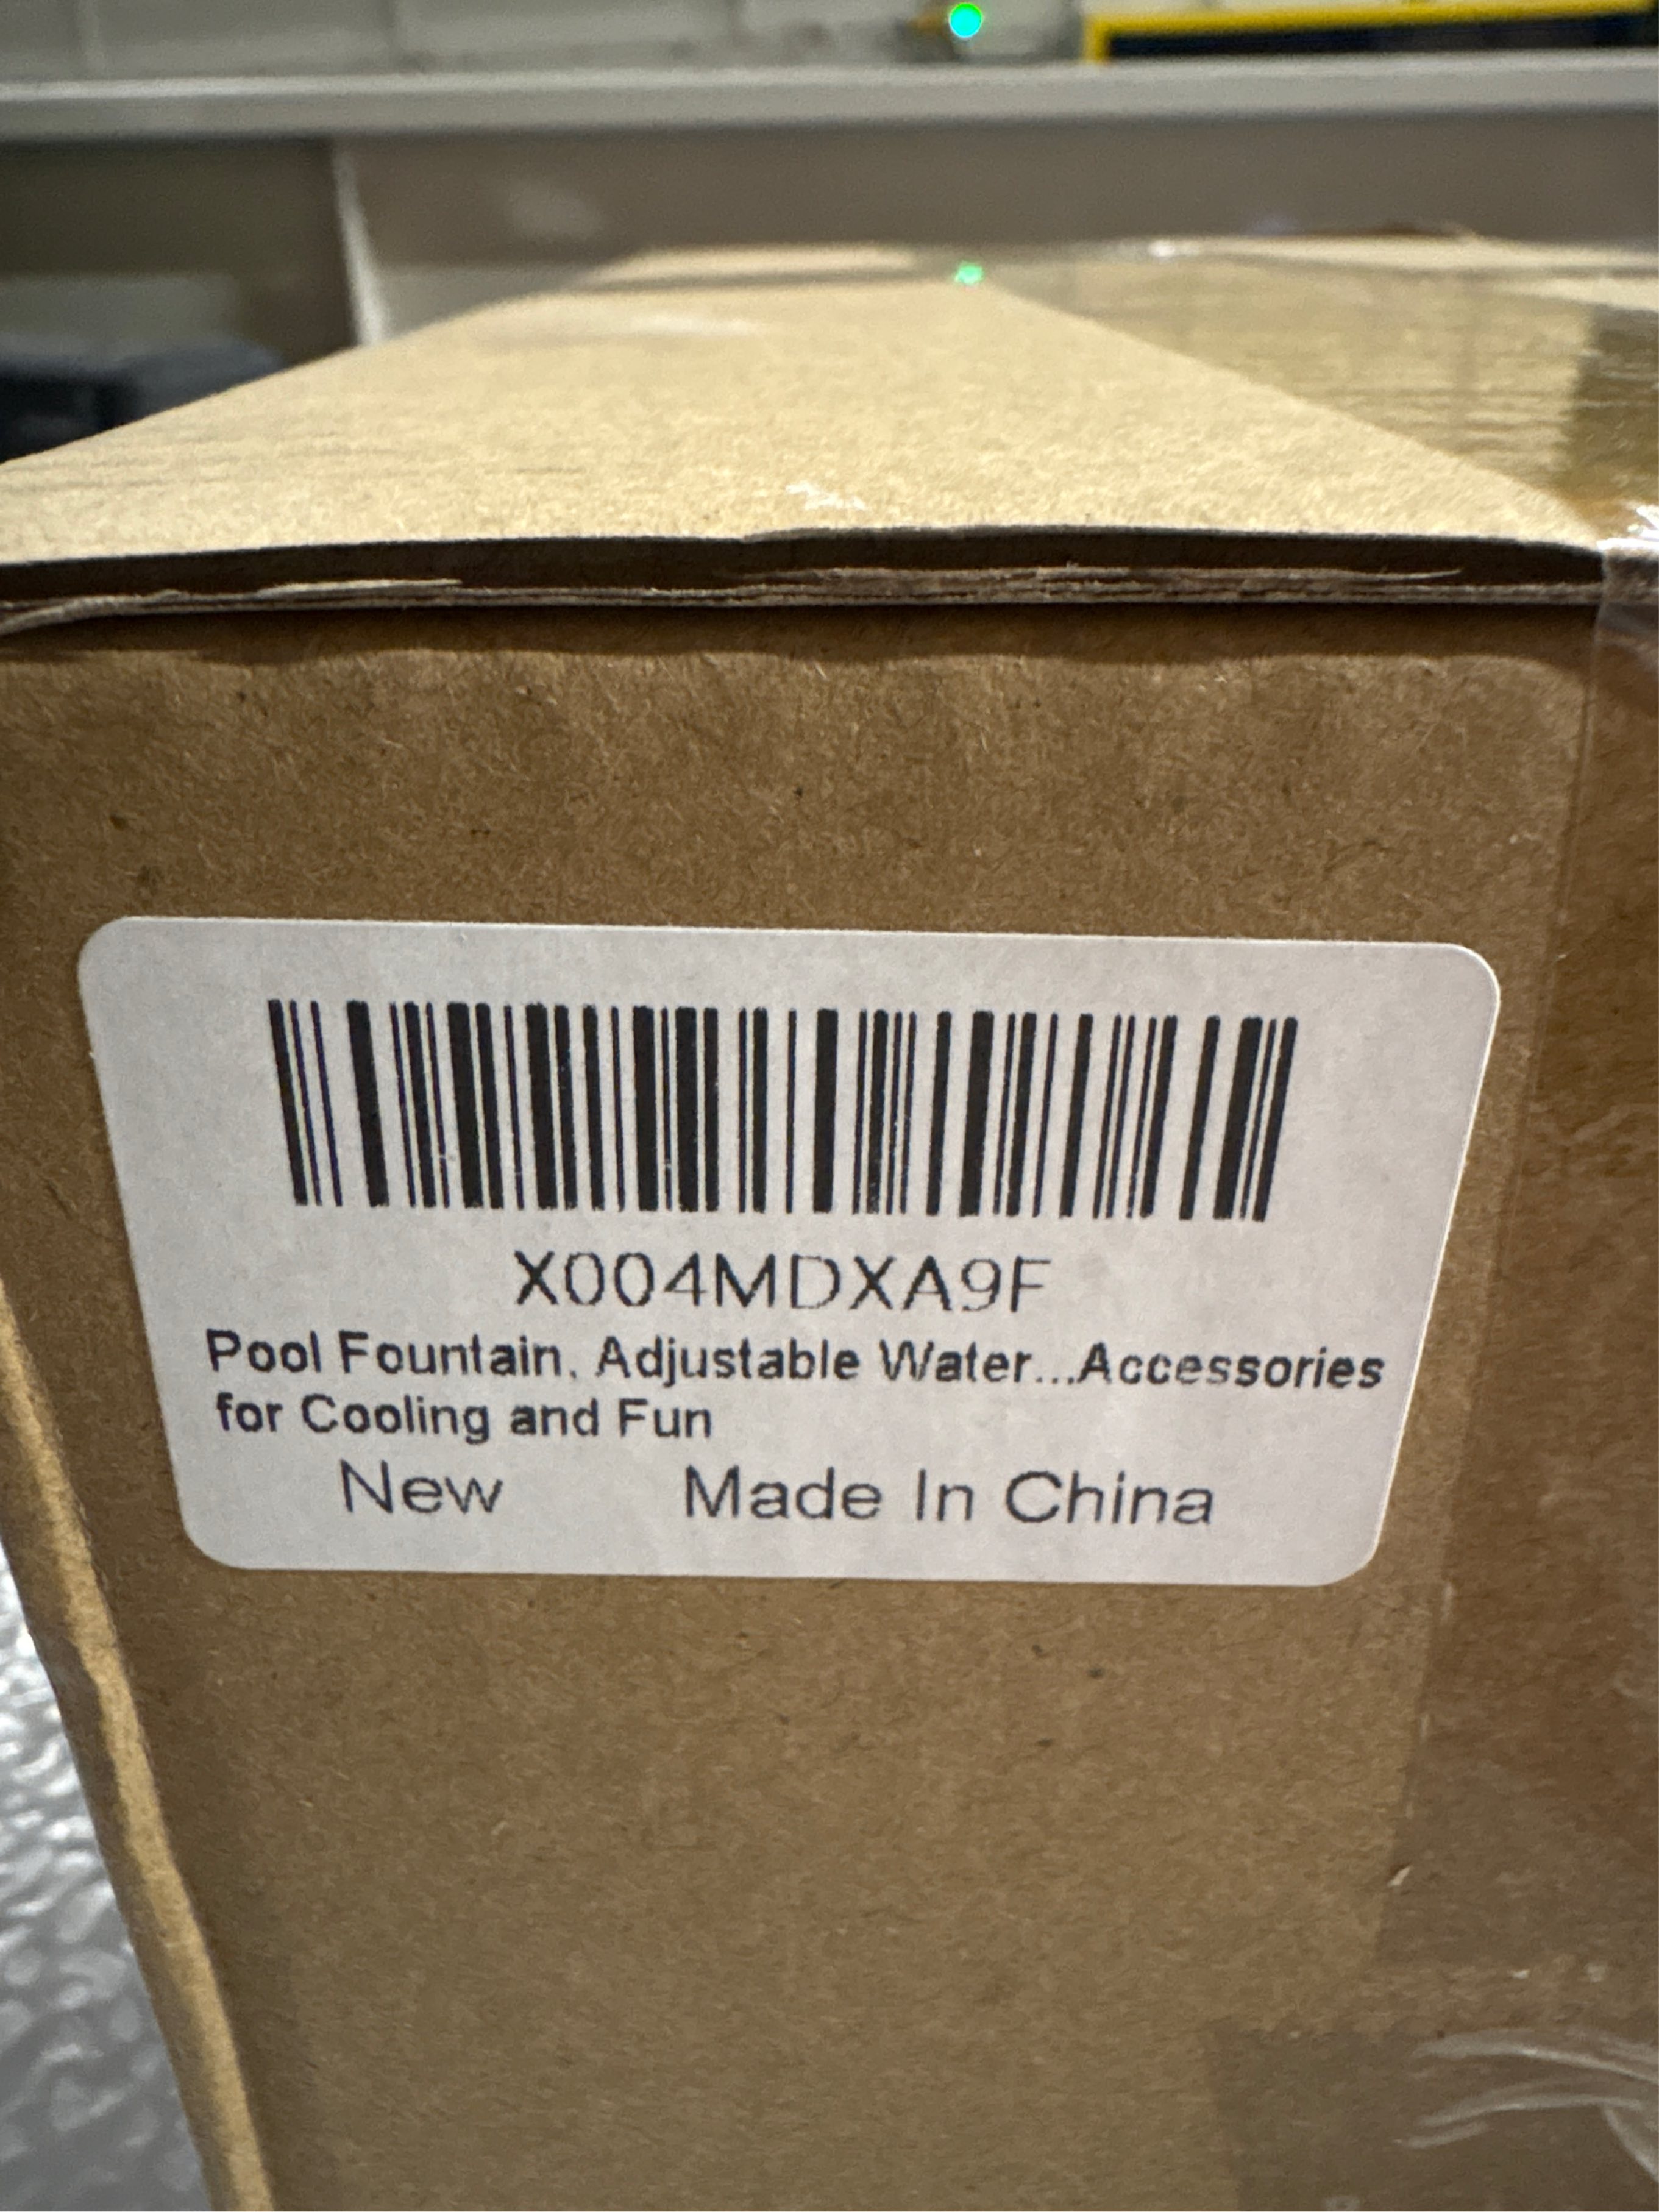 X004MDXA9F
Pool Fountain, Adjustable Water...Accessories
for Cooling and Fun
New Made In China